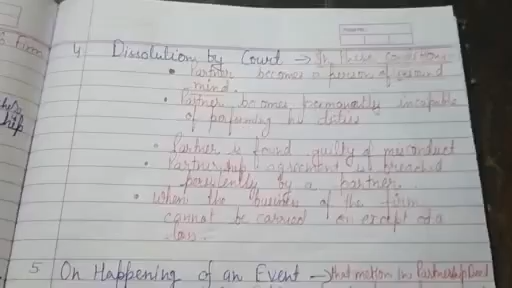 4 Dissolution by Court → In these conditions
• Partner becomes a person of unsound
mind.
• Partner becomes permanantly incapable
of performing his duties
• Partner is found guilty of misconduct
• Partnership agreement is breached
by a partner.
• When the business of the firm
cannot be carried on except at a
loss.
5 On Happening of an Event → that mention in Partnership Deed